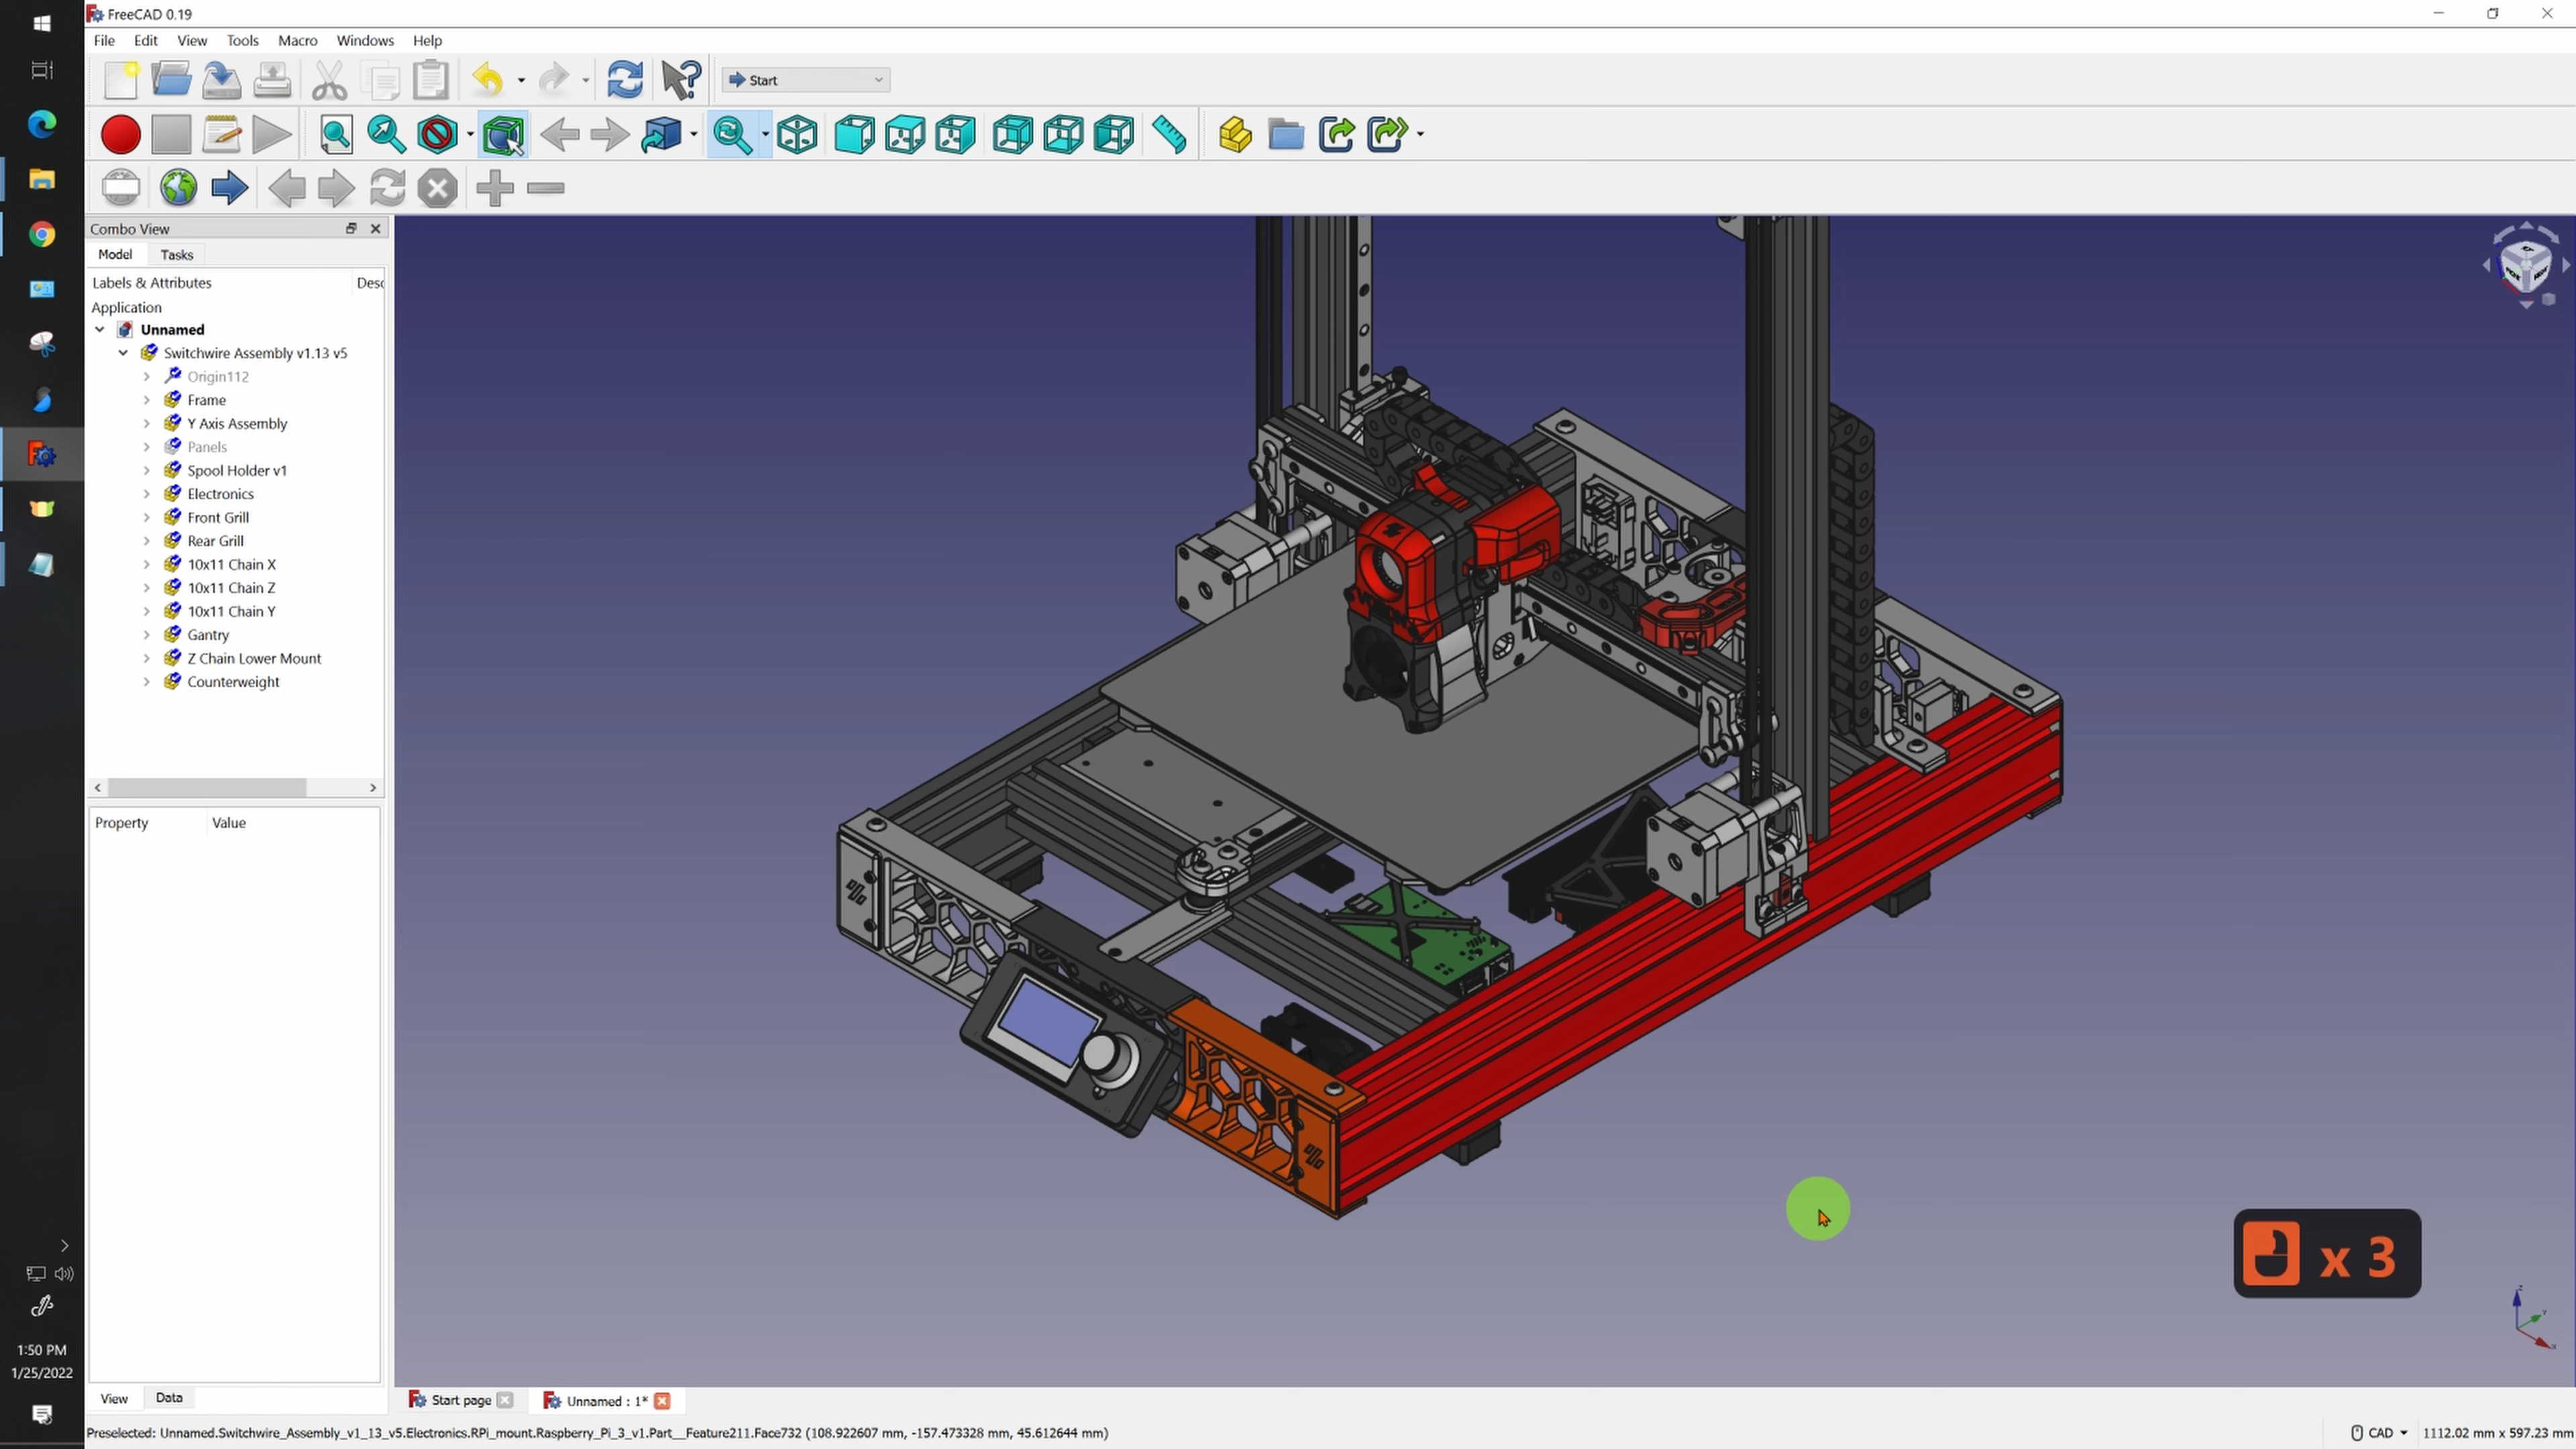 FreeCAD 0.19
File Edit View Tools Macro Windows Help
Start
Combo View
Model Tasks
Labels & Attributes Desc
Application
Unnamed
Switchwire Assembly v1.13 v5
Origin112
Frame
Y Axis Assembly
Panels
Spool Holder v1
Electronics
Front Grill
Rear Grill
10x11 Chain X
10x11 Chain Z
10x11 Chain Y
Gantry
Z Chain Lower Mount
Counterweight
Property Value
x 3
1:50 PM
1/25/2022
View Data
Start page Unnamed : 1*
Preselected: Unnamed.Switchwire_Assembly_v1_13_v5.Electronics.RPi_mount.Raspberry_Pi_3_v1.Part__Feature211.Face732 (108.922607 mm, -157.473328 mm, 45.612644 mm)
CAD 1112.02 mm x 597.23 mm